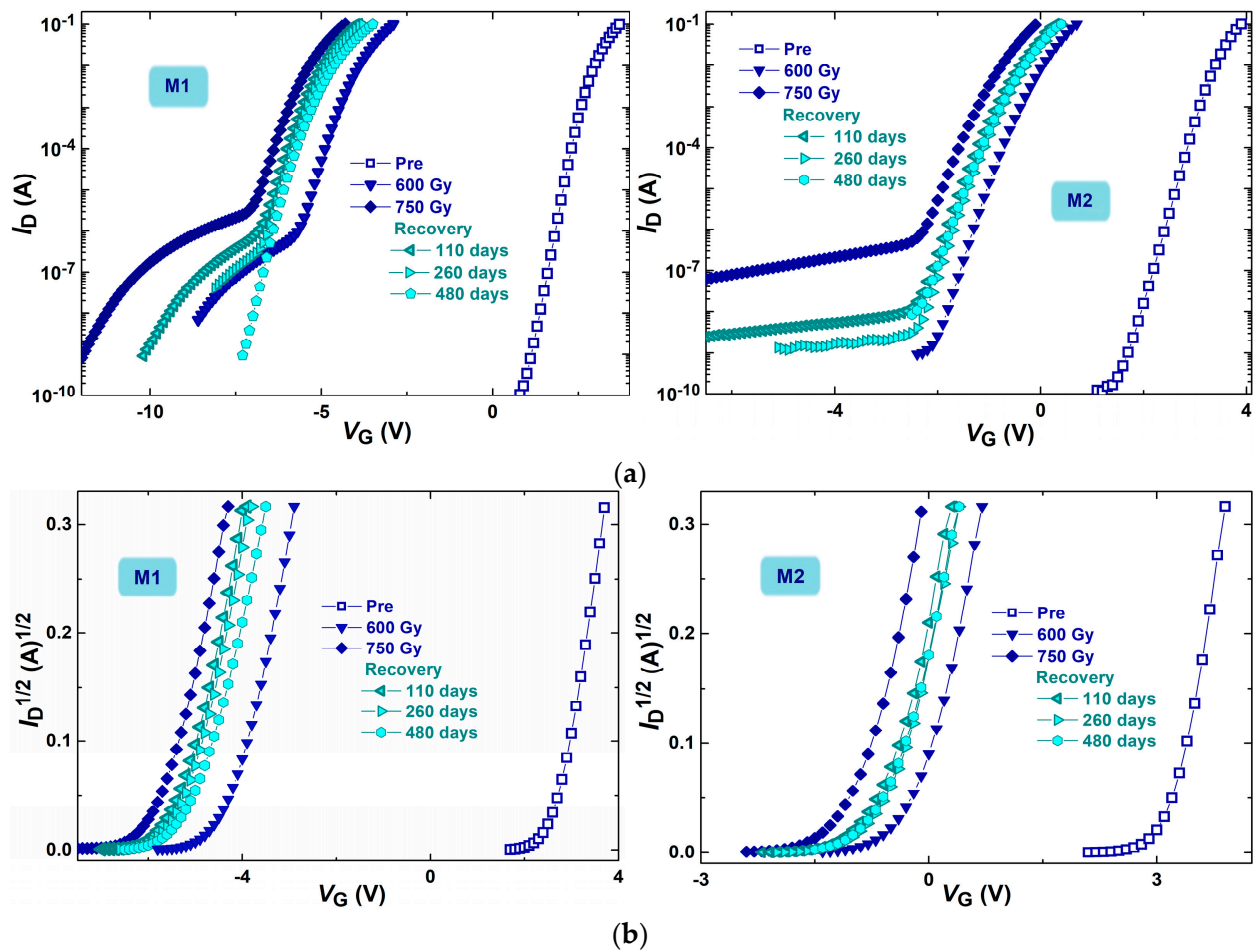 10⁻¹
10⁻⁴
10⁻⁷
10⁻¹⁰
I_D (A)
M1
Pre
600 Gy
750 Gy
Recovery
110 days
260 days
480 days
-10
-5
0
V_G (V)
10⁻¹
10⁻⁴
10⁻⁷
10⁻¹⁰
I_D (A)
Pre
600 Gy
750 Gy
Recovery
110 days
260 days
480 days
M2
-4
0
4
V_G (V)
(a)
0.3
0.2
0.1
0.0
I_D^1/2 (A)^1/2
M1
Pre
600 Gy
750 Gy
Recovery
110 days
260 days
480 days
-4
0
4
V_G (V)
0.3
0.2
0.1
0.0
I_D^1/2 (A)^1/2
M2
Pre
600 Gy
750 Gy
Recovery
110 days
260 days
480 days
-3
0
3
V_G (V)
(b)